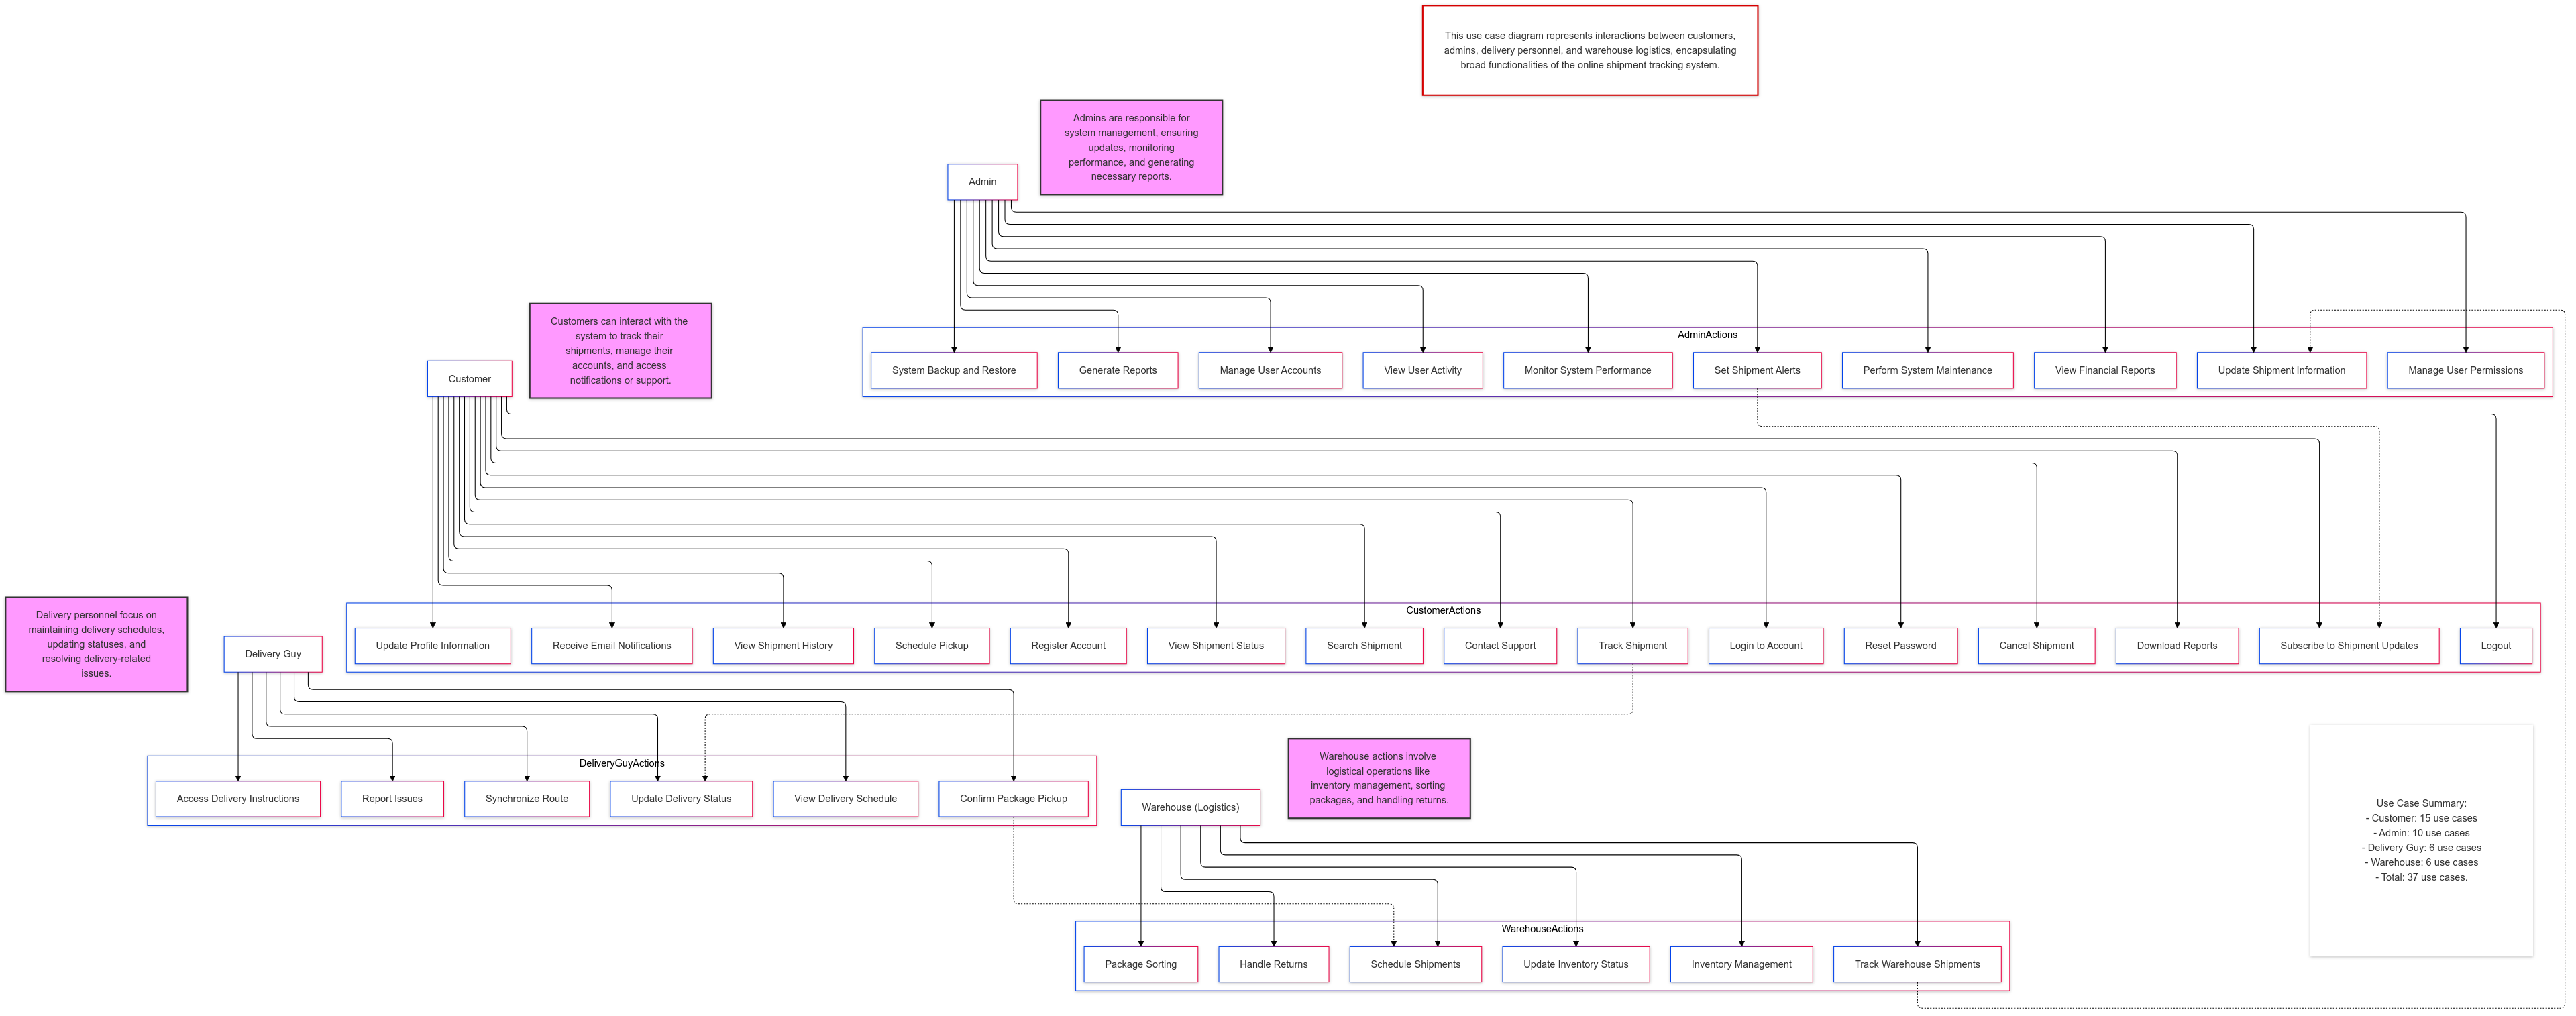 This use case diagram represents interactions between customers,
admins, delivery personnel, and warehouse logistics, encapsulating
broad functionalities of the online shipment tracking system.
Admins are responsible for
system management, ensuring
updates, monitoring
performance, and generating
necessary reports.
Admin
Customers can interact with the
system to track their
shipments, manage their
accounts, and access
notifications or support.
Customer
AdminActions
System Backup and Restore
Generate Reports
Manage User Accounts
View User Activity
Monitor System Performance
Set Shipment Alerts
Perform System Maintenance
View Financial Reports
Update Shipment Information
Manage User Permissions
Delivery personnel focus on
maintaining delivery schedules,
updating statuses, and
resolving delivery-related
issues.
Delivery Guy
CustomerActions
Update Profile Information
Receive Email Notifications
View Shipment History
Schedule Pickup
Register Account
View Shipment Status
Search Shipment
Contact Support
Track Shipment
Login to Account
Reset Password
Cancel Shipment
Download Reports
Subscribe to Shipment Updates
Logout
DeliveryGuyActions
Access Delivery Instructions
Report Issues
Synchronize Route
Update Delivery Status
View Delivery Schedule
Confirm Package Pickup
Warehouse (Logistics)
Warehouse actions involve
logistical operations like
inventory management, sorting
packages, and handling returns.
Use Case Summary:
- Customer: 15 use cases
- Admin: 10 use cases
- Delivery Guy: 6 use cases
- Warehouse: 6 use cases
- Total: 37 use cases.
WarehouseActions
Package Sorting
Handle Returns
Schedule Shipments
Update Inventory Status
Inventory Management
Track Warehouse Shipments